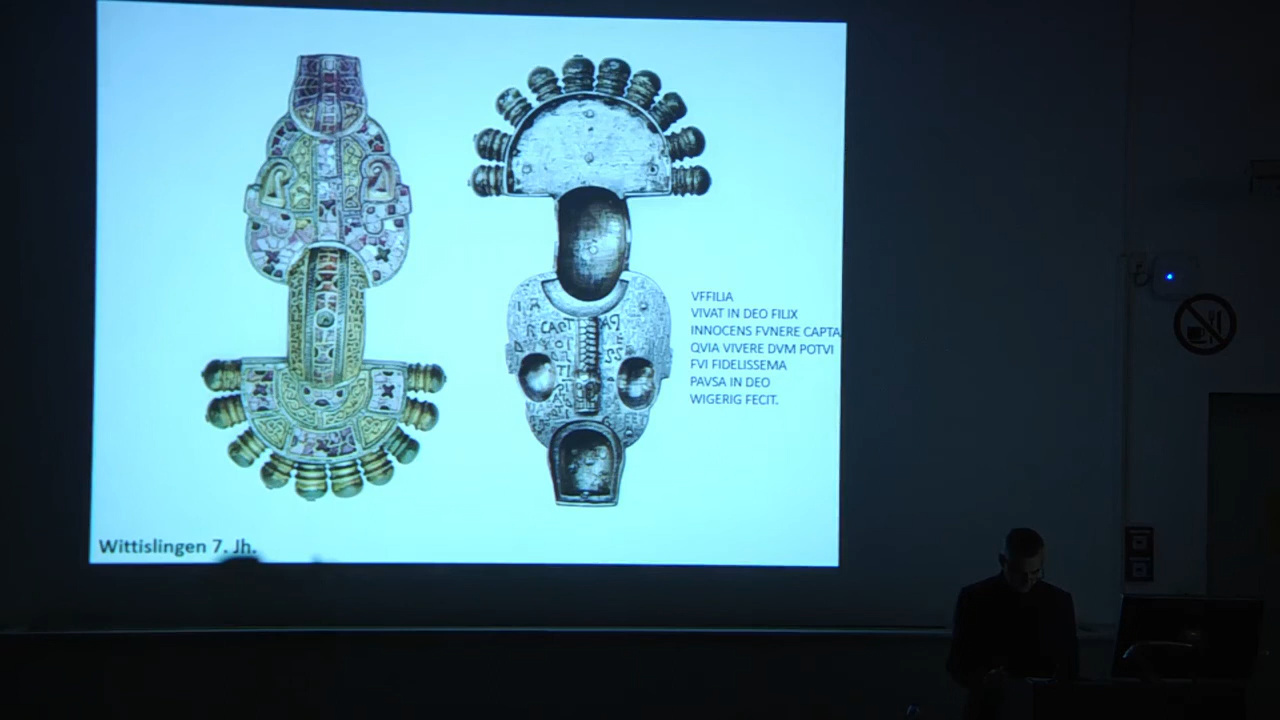 VFFILIA
VIVAT IN DEO FILIX
INNOCENS FVNERE CAPTA
QVIA VIVERE DVM POTVI
FVI FIDELISSEMA
PAVSA IN DEO
WIGERIG FECIT.
Wittislingen 7. Jh.